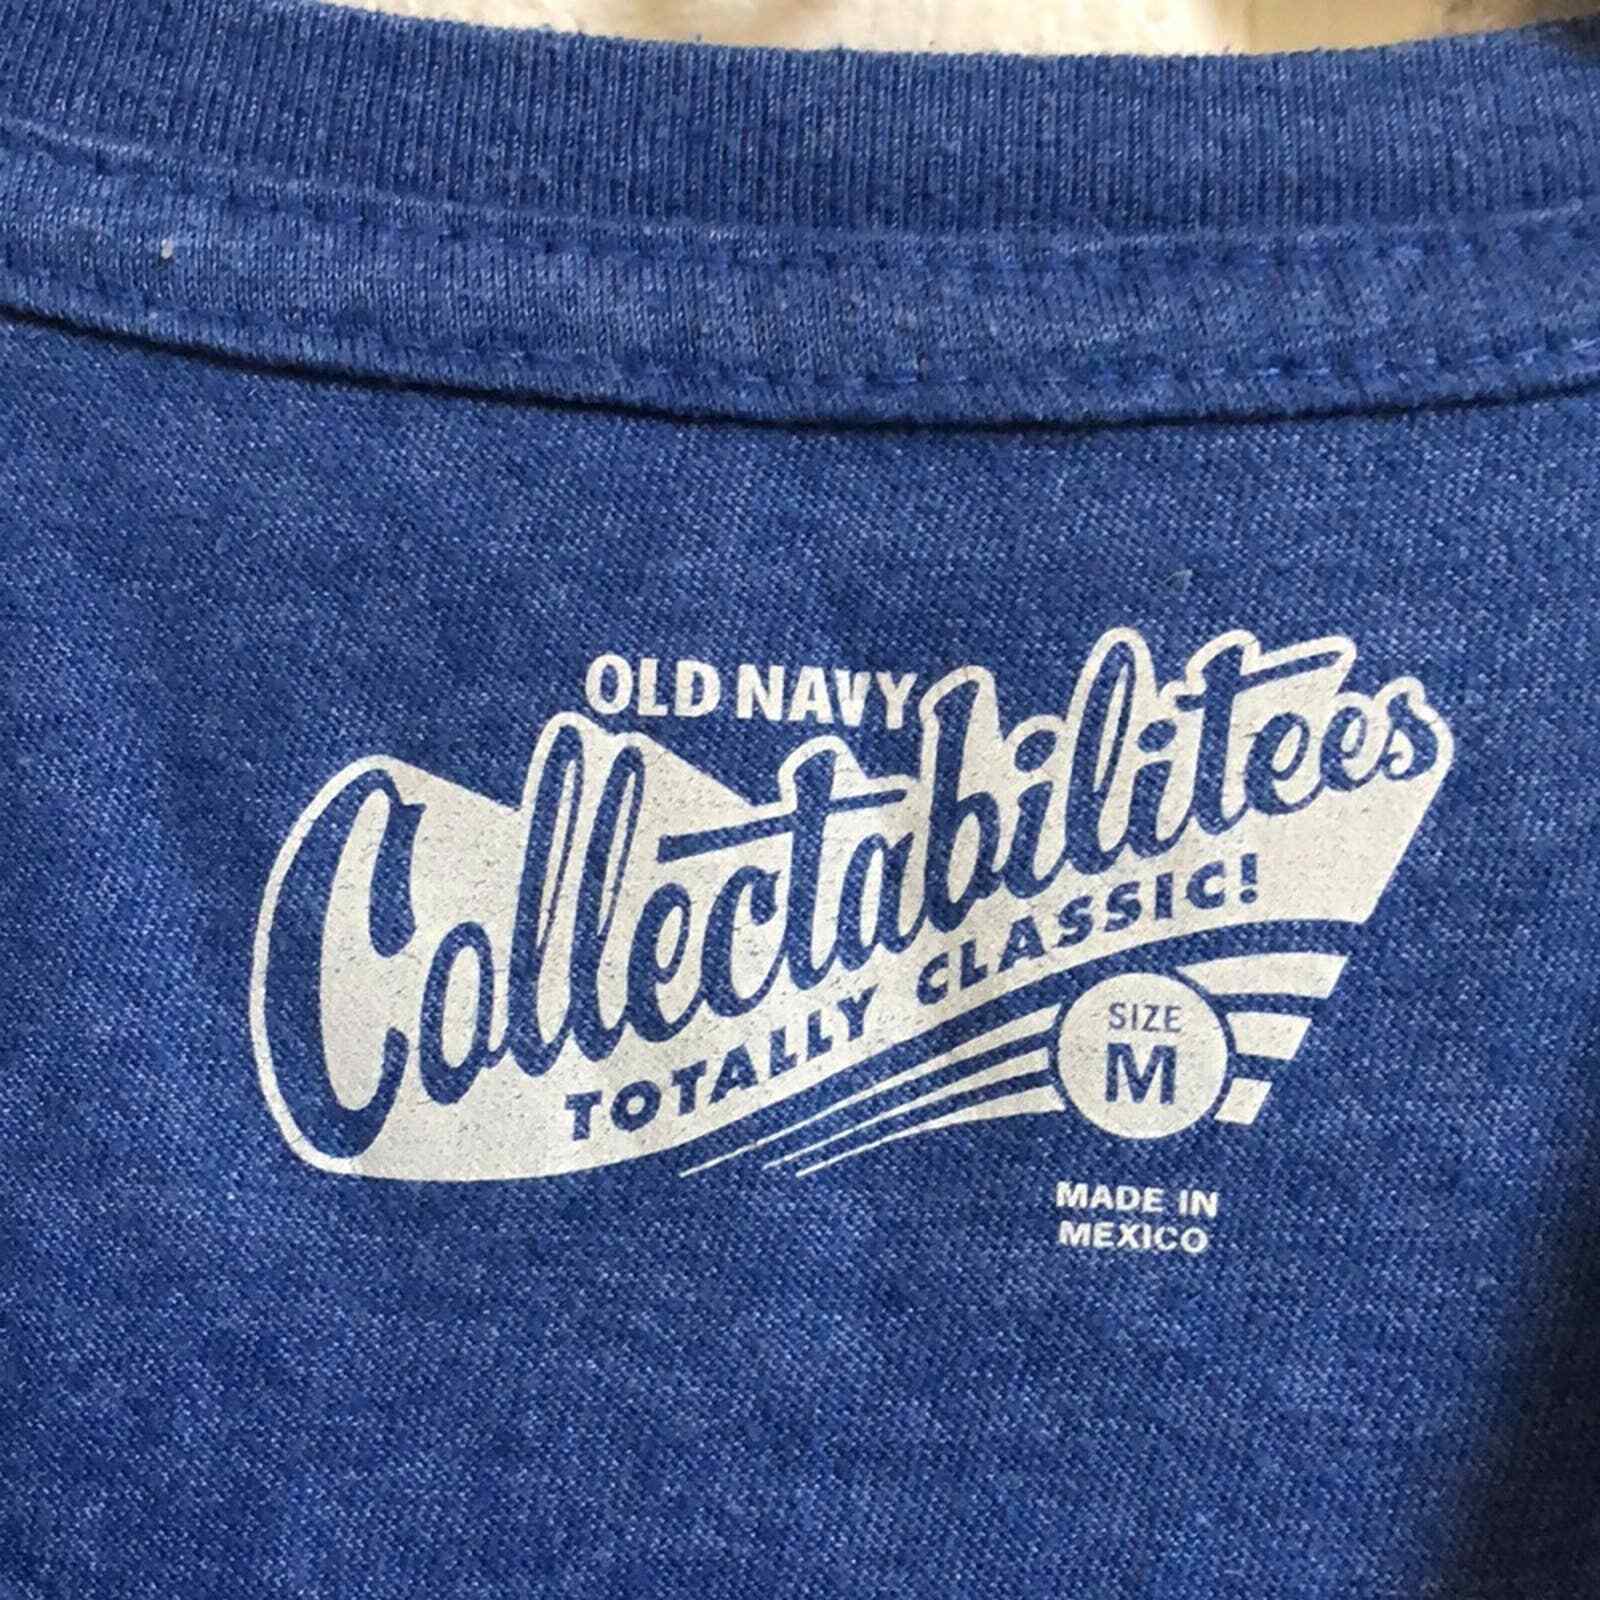 OLD NAVY
Collectabilitees
TOTALLY CLASSIC!
SIZE
M
MADE IN
MEXICO